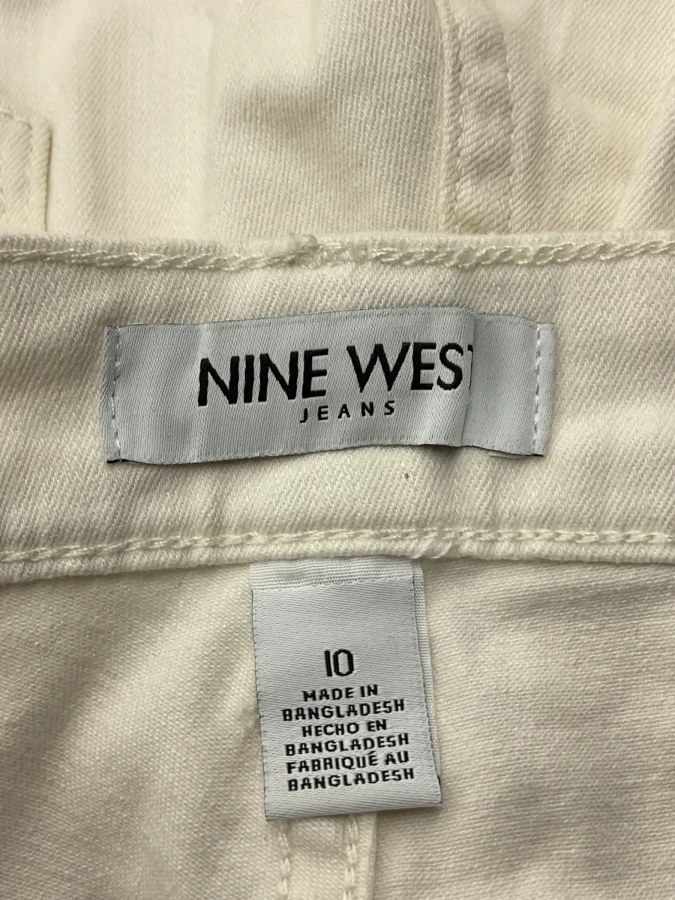 NINE WEST
JEANS
10
MADE IN
BANGLADESH
HECHO EN
BANGLADESH
FABRIQUÉ AU
BANGLADESH